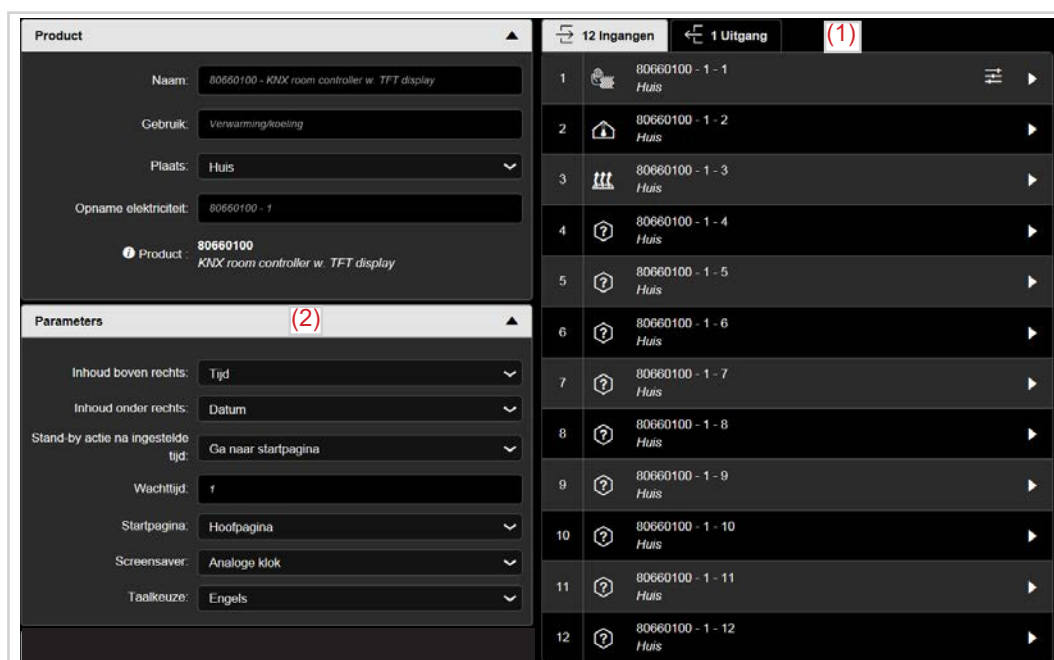 Product
Naam: 80660100 - KNX room controller w. TFT display
Gebruik: Verwarming/koeling
Plaats: Huis
Opname elektriciteit: 80660100 - 1
Product : 80660100
KNX room controller w. TFT display
Parameters (2)
Inhoud boven rechts: Tijd
Inhoud onder rechts: Datum
Stand-by actie na ingestelde
tijd: Ga naar startpagina
Wachttijd: 1
Startpagina: Hoofpagina
Screensaver: Analoge klok
Taalkeuze: Engels
12 Ingangen 1 Uitgang (1)
1 80660100 - 1 - 1
Huis
2 80660100 - 1 - 2
Huis
3 80660100 - 1 - 3
Huis
4 80660100 - 1 - 4
Huis
5 80660100 - 1 - 5
Huis
6 80660100 - 1 - 6
Huis
7 80660100 - 1 - 7
Huis
8 80660100 - 1 - 8
Huis
9 80660100 - 1 - 9
Huis
10 80660100 - 1 - 10
Huis
11 80660100 - 1 - 11
Huis
12 80660100 - 1 - 12
Huis